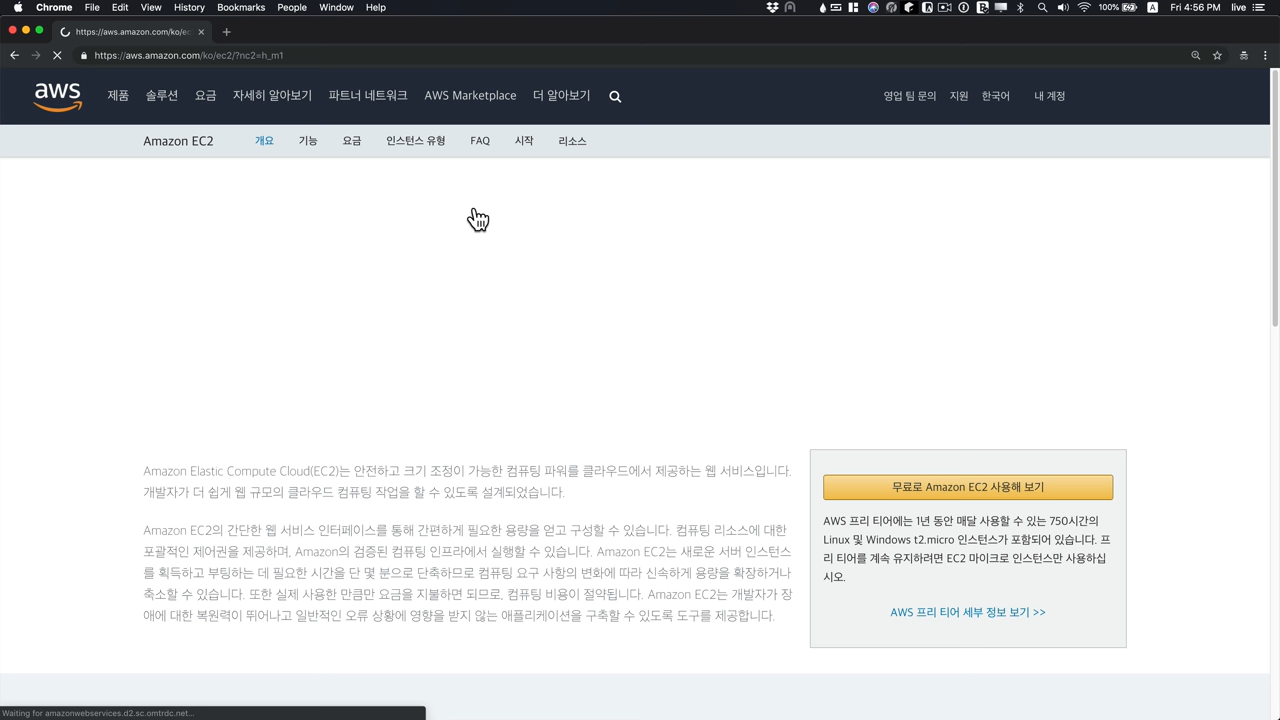 Chrome File Edit View History Bookmarks People Window Help
100% Fri 4:56 PM live
https://aws.amazon.com/ko/ec
https://aws.amazon.com/ko/ec2/?nc2=h_m1
aws 제품 솔루션 요금 자세히 알아보기 파트너 네트워크 AWS Marketplace 더 알아보기 영업 팀 문의 지원 한국어 내 계정
Amazon EC2 개요 기능 요금 인스턴스 유형 FAQ 시작 리소스
Amazon Elastic Compute Cloud(EC2)는 안전하고 크기 조정이 가능한 컴퓨팅 파워를 클라우드에서 제공하는 웹 서비스입니다.
개발자가 더 쉽게 웹 규모의 클라우드 컴퓨팅 작업을 할 수 있도록 설계되었습니다.
Amazon EC2의 간단한 웹 서비스 인터페이스를 통해 간편하게 필요한 용량을 얻고 구성할 수 있습니다. 컴퓨팅 리소스에 대한
포괄적인 제어권을 제공하며, Amazon의 검증된 컴퓨팅 인프라에서 실행할 수 있습니다. Amazon EC2는 새로운 서버 인스턴스
를 획득하고 부팅하는 데 필요한 시간을 단 몇 분으로 단축하므로 컴퓨팅 요구 사항의 변화에 따라 신속하게 용량을 확장하거나
축소할 수 있습니다. 또한 실제 사용한 만큼만 요금을 지불하면 되므로, 컴퓨팅 비용이 절약됩니다. Amazon EC2는 개발자가 장
애에 대한 복원력이 뛰어나고 일반적인 오류 상황에 영향을 받지 않는 애플리케이션을 구축할 수 있도록 도구를 제공합니다.
무료로 Amazon EC2 사용해 보기
AWS 프리 티어에는 1년 동안 매달 사용할 수 있는 750시간의
Linux 및 Windows t2.micro 인스턴스가 포함되어 있습니다. 프
리 티어를 계속 유지하려면 EC2 마이크로 인스턴스만 사용하십
시오.
AWS 프리 티어 세부 정보 보기 >>
Waiting for amazonwebservices.d2.sc.omtrdc.net...